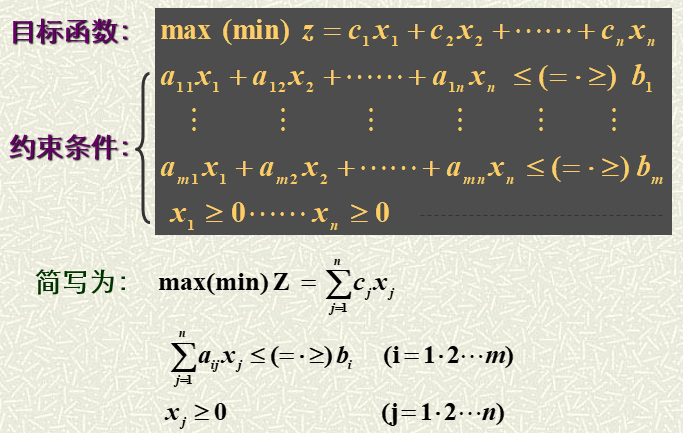 目标函数： max (min) z = c₁x₁ + c₂x₂ + ⋯⋯ + cₙxₙ
a₁₁x₁ + a₁₂x₂ + ⋯⋯ + a₁ₙxₙ ≤ (= · ≥) b₁
⋮ ⋮ ⋮ ⋮ ⋮ ⋮
约束条件：
aₘ₁x₁ + aₘ₂x₂ + ⋯⋯ + aₘₙxₙ ≤ (= · ≥) bₘ
x₁ ≥ 0 ⋯⋯ xₙ ≥ 0
简写为： max(min) Z = ∑ⱼ₌₁ⁿ cⱼxⱼ
∑ⱼ₌₁ⁿ aᵢⱼxⱼ ≤ (= · ≥) bᵢ (i = 1 · 2 ⋯ m)
xⱼ ≥ 0 (j = 1 · 2 ⋯ n)